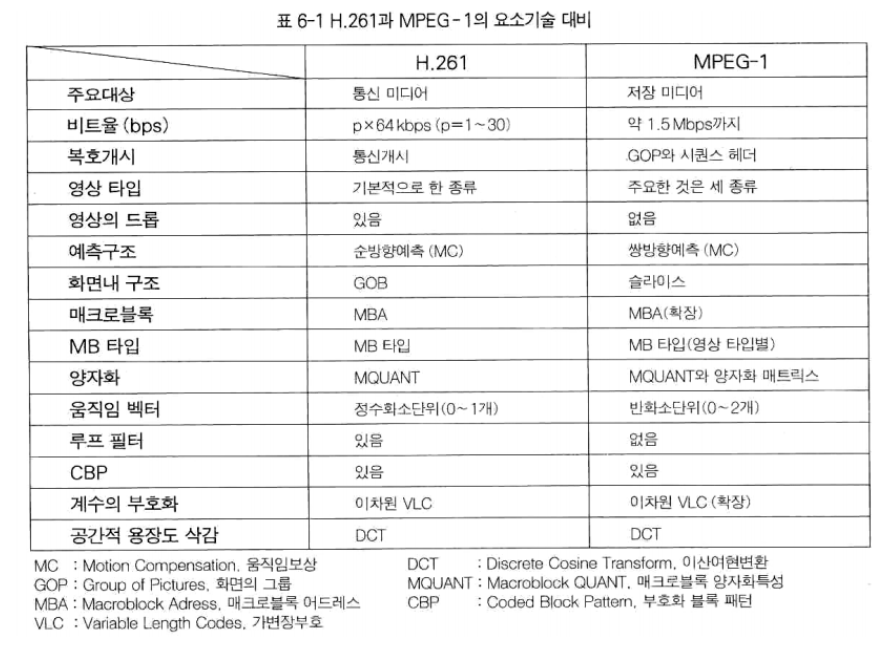 표 6-1 H.261과 MPEG-1의 요소기술 대비
H.261 MPEG-1
주요대상 통신 미디어 저장 미디어
비트율(bps) p×64kbps (p=1~30) 약 1.5Mbps까지
복호개시 통신개시 GOP와 시퀀스 헤더
영상 타입 기본적으로 한 종류 주요한 것은 세 종류
영상의 드롭 있음 없음
예측구조 순방향예측 (MC) 쌍방향예측 (MC)
화면내 구조 GOB 슬라이스
매크로블록 MBA MBA(확장)
MB 타입 MB 타입 MB 타입(영상 타입별)
양자화 MQUANT MQUANT와 양자화 매트릭스
움직임 벡터 정수화소단위(0~1개) 반화소단위(0~2개)
루프 필터 있음 없음
CBP 있음 있음
계수의 부호화 이차원 VLC 이차원 VLC (확장)
공간적 용장도 삭감 DCT DCT
MC : Motion Compensation, 움직임보상 DCT : Discrete Cosine Transform, 이산여현변환
GOP : Group of Pictures, 화면의 그룹 MQUANT : Macroblock QUANT, 매크로블록 양자화특성
MBA : Macroblock Adress, 매크로블록 어드레스 CBP : Coded Block Pattern, 부호화 블록 패턴
VLC : Variable Length Codes, 가변장부호